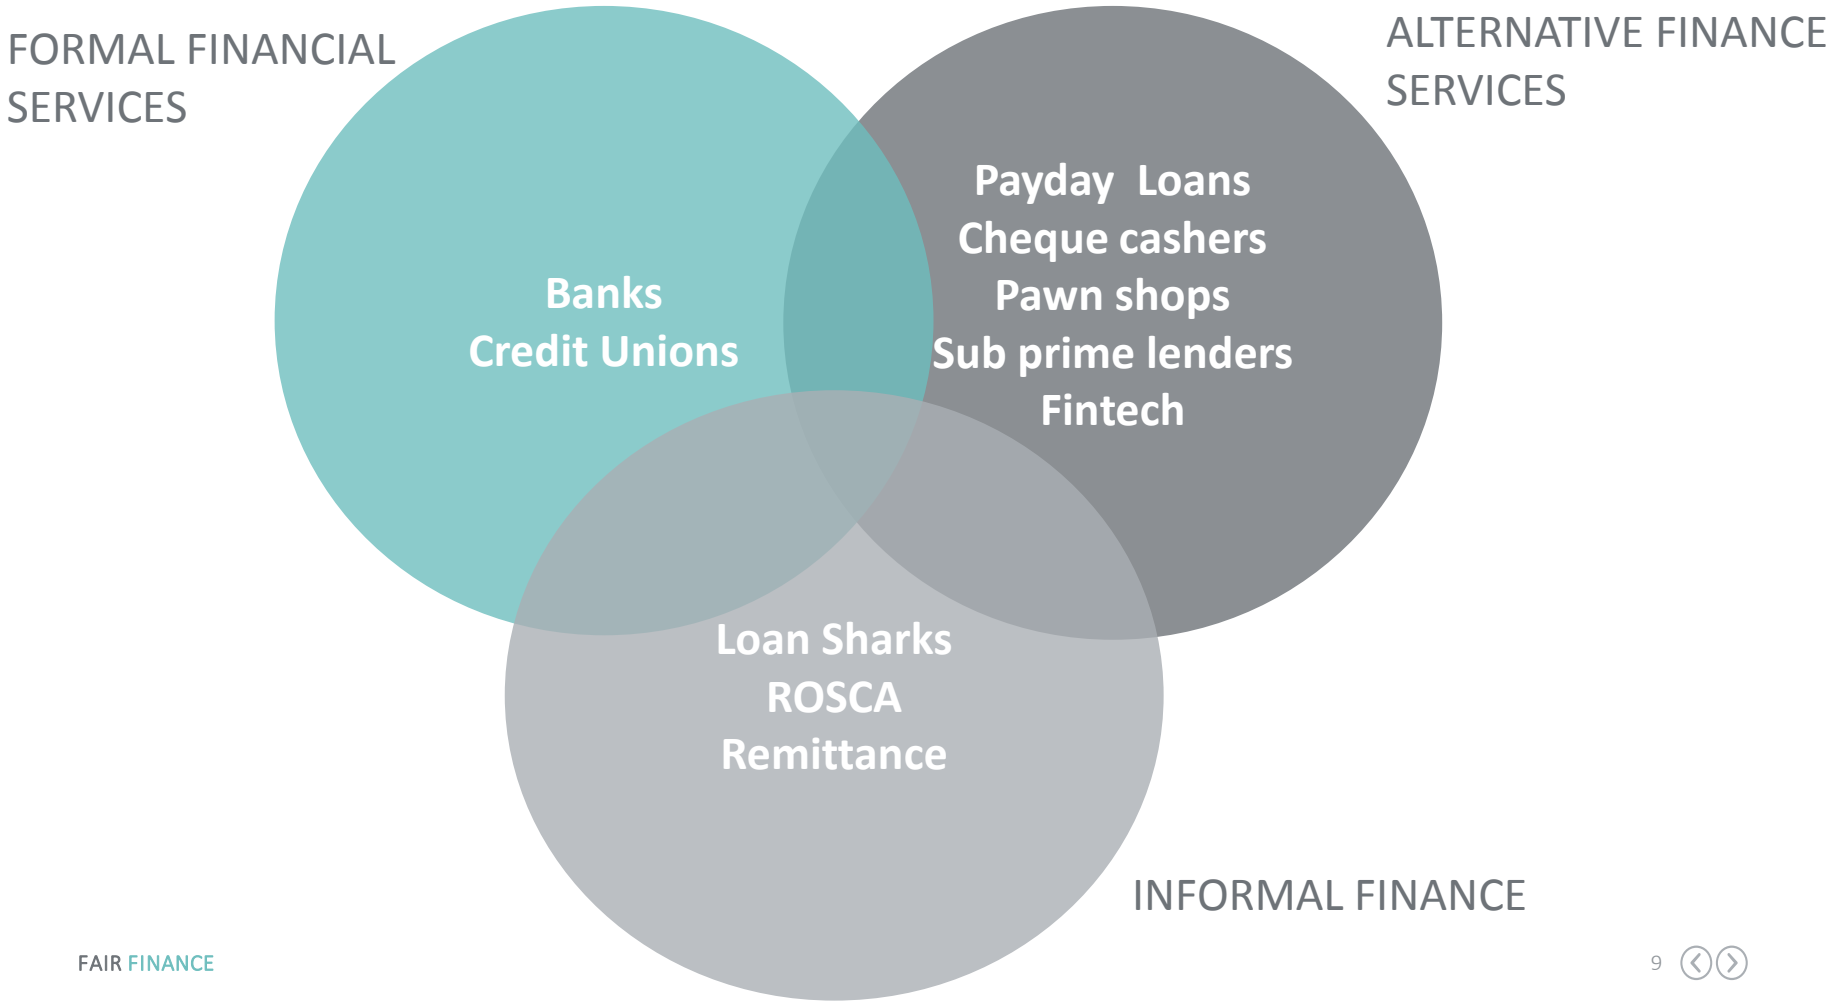 FORMAL FINANCIAL
SERVICES
ALTERNATIVE FINANCE
SERVICES
Banks
Credit Unions
Payday Loans
Cheque cashers
Pawn shops
Sub prime lenders
Fintech
Loan Sharks
ROSCA
Remittance
INFORMAL FINANCE
FAIR FINANCE
9